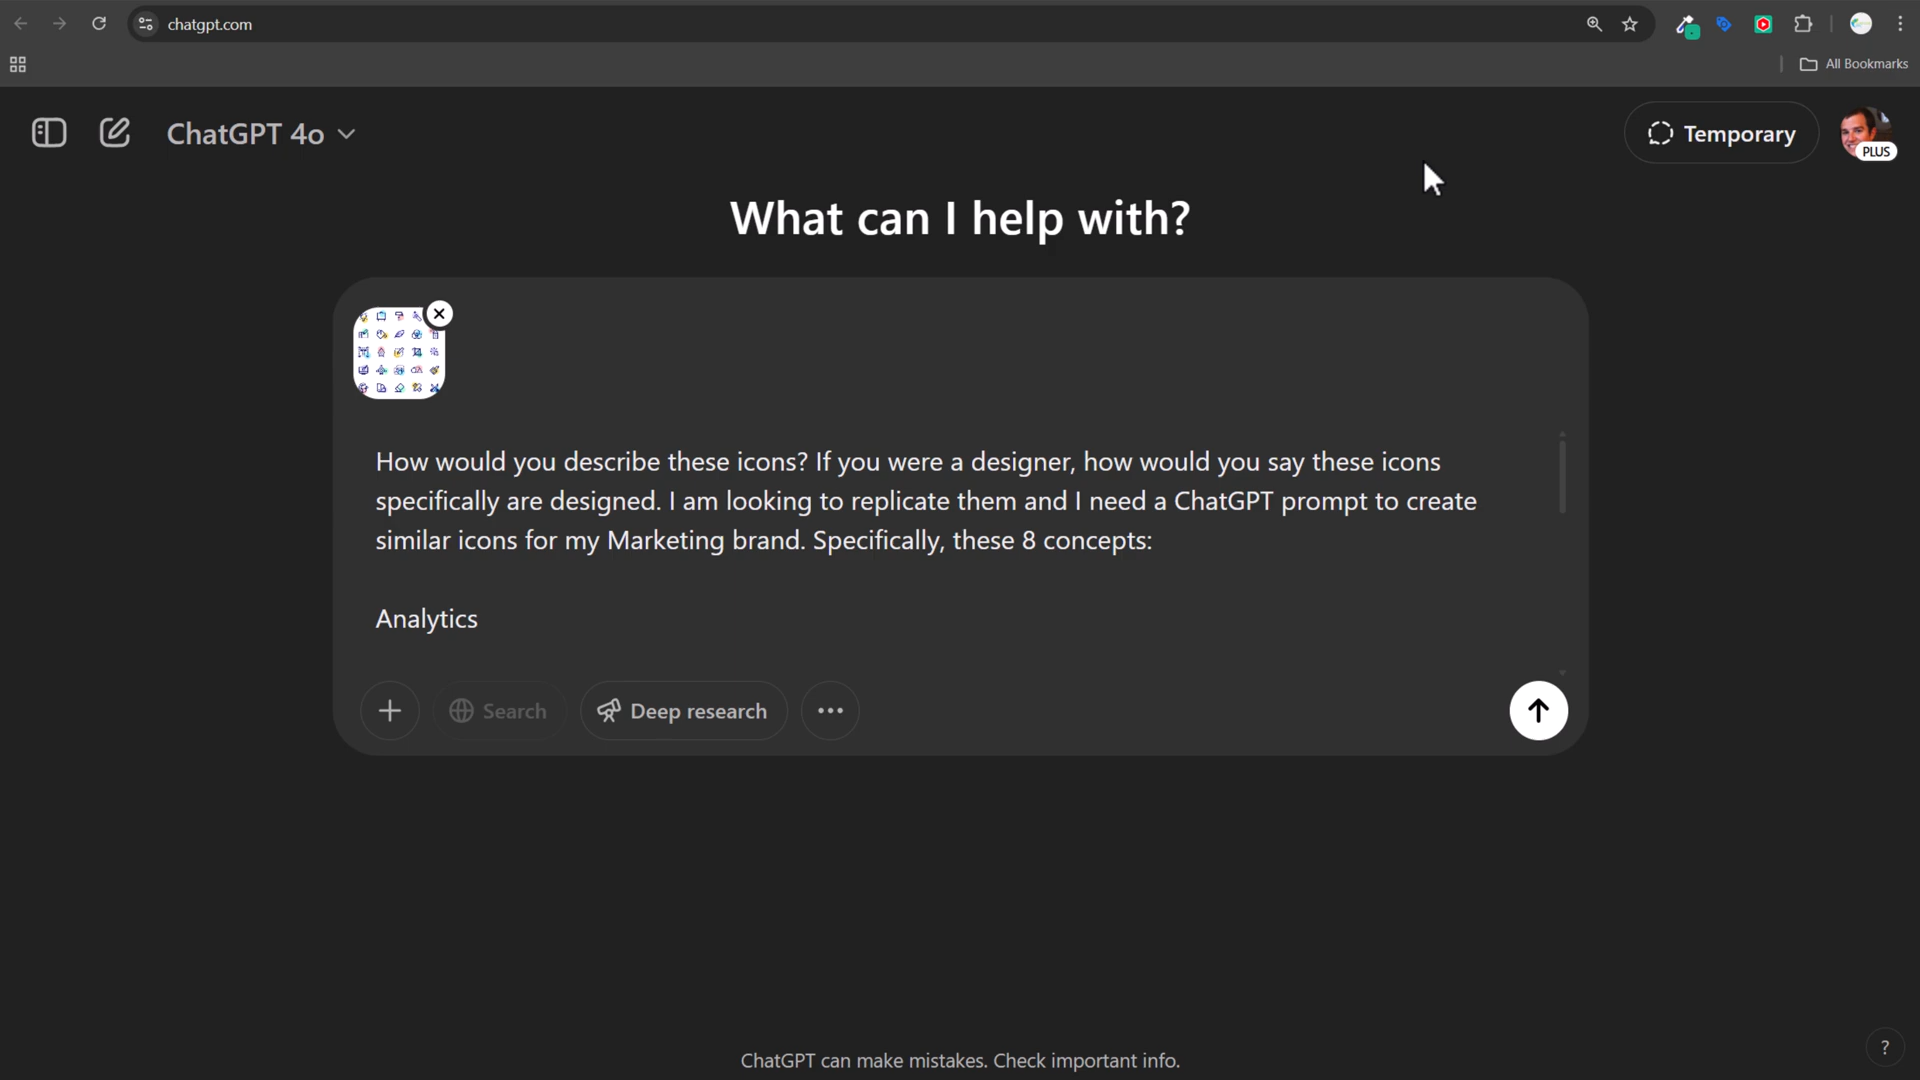 chatgpt.com
All Bookmarks
ChatGPT 4o
Temporary
PLUS
What can I help with?
How would you describe these icons? If you were a designer, how would you say these icons
specifically are designed. I am looking to replicate them and I need a ChatGPT prompt to create
similar icons for my Marketing brand. Specifically, these 8 concepts:
Analytics
Search
Deep research
ChatGPT can make mistakes. Check important info.
?